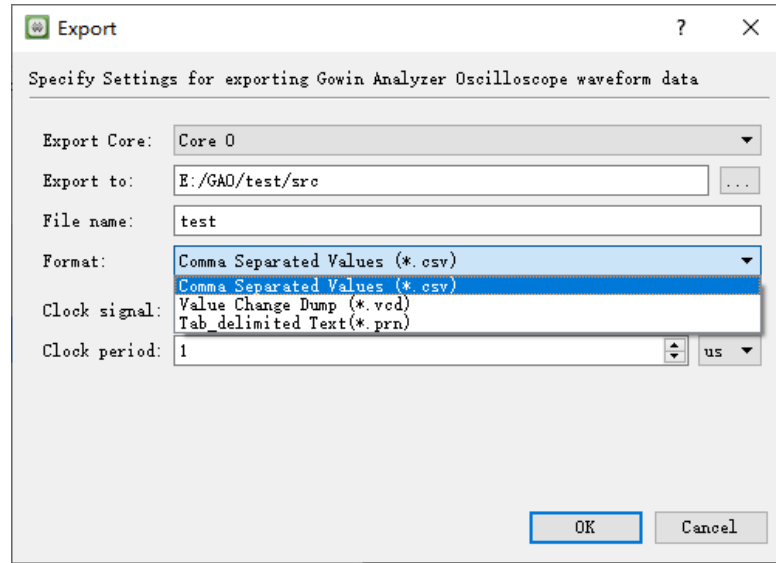 Export ?
Specify Settings for exporting Gowin Analyzer Oscilloscope waveform data
Export Core: Core 0
Export to: E:/GAO/test/src ...
File name: test
Format: Comma Separated Values (*.csv)
Comma Separated Values (*.csv)
Value Change Dump (*.vcd)
Clock signal:
Tab_delimited Text(*.prn)
Clock period: 1 us
OK Cancel